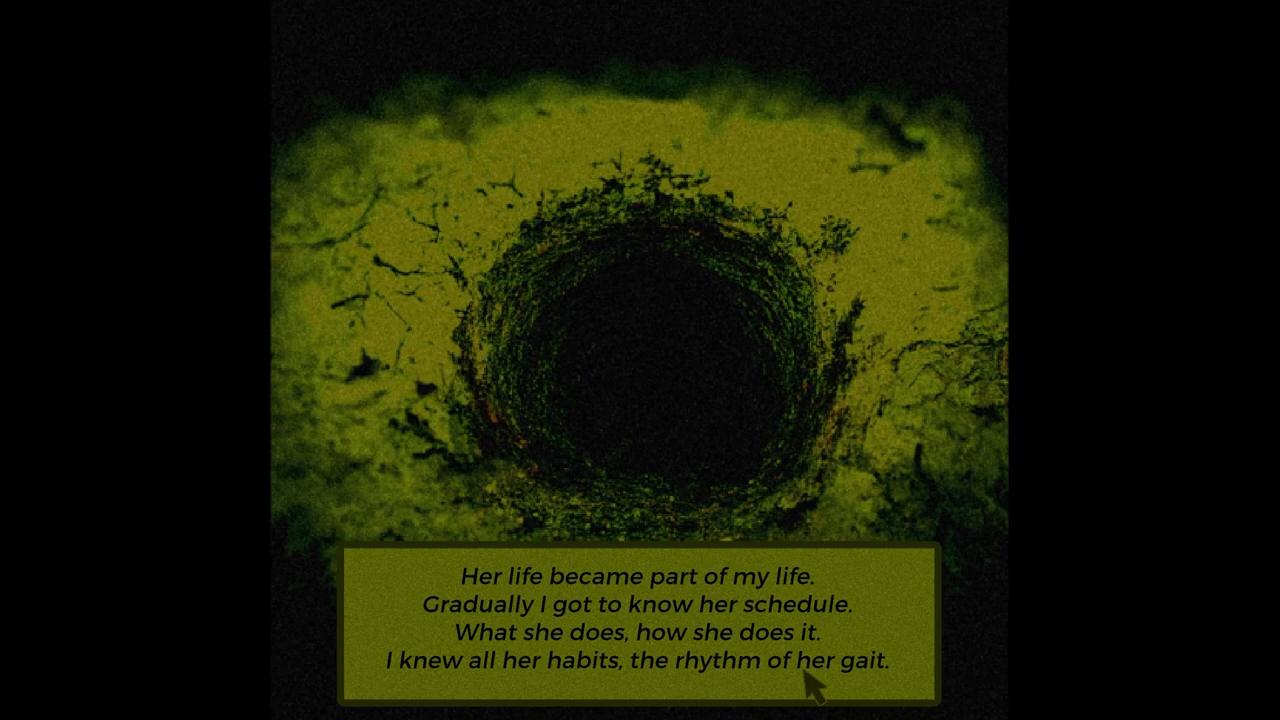 Her life became part of my life.
Gradually I got to know her schedule.
What she does, how she does it.
I knew all her habits, the rhythm of her gait.